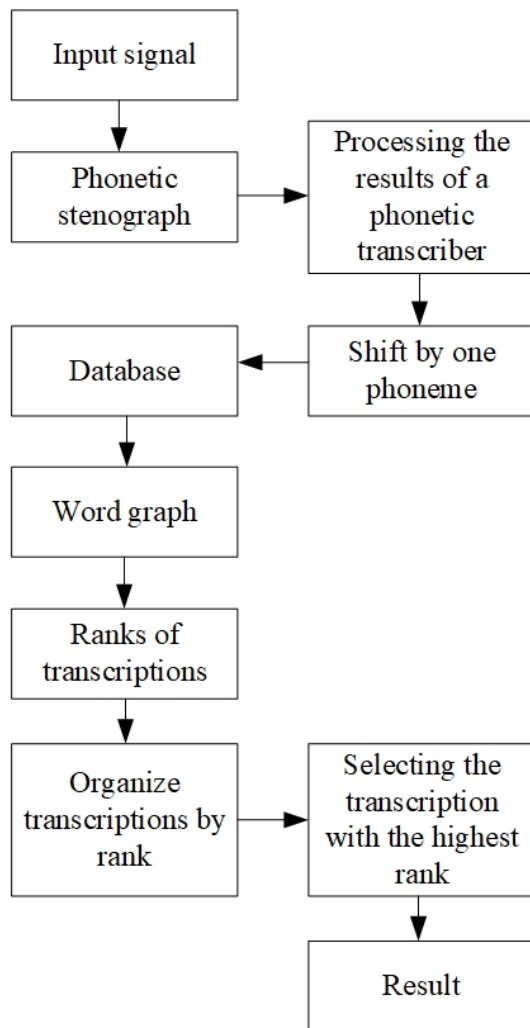 Input signal
Phonetic
stenograph
Processing the
results of a
phonetic
transcriber
Shift by one
phoneme
Database
Word graph
Ranks of
transcriptions
Organize
transcriptions by
rank
Selecting the
transcription
with the highest
rank
Result